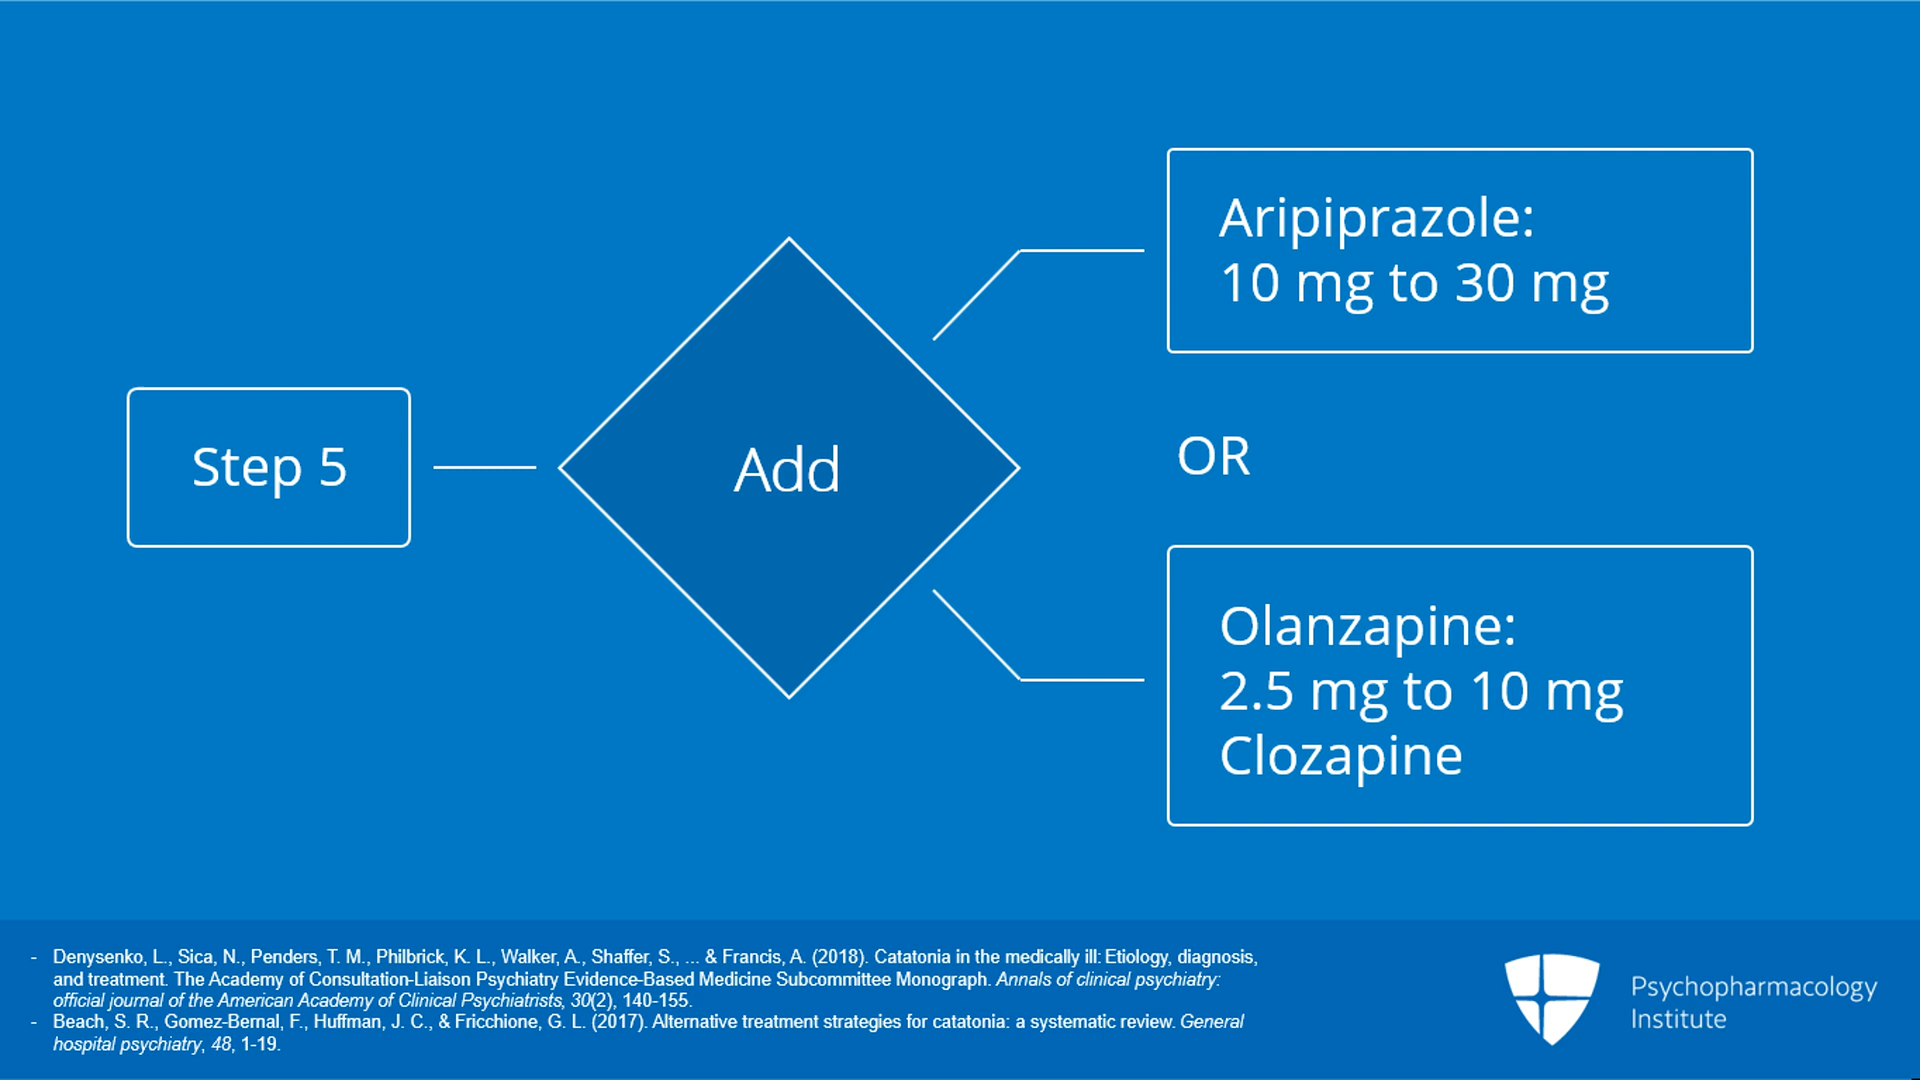 Step 5
Add
Aripiprazole:
10 mg to 30 mg
OR
Olanzapine:
2.5 mg to 10 mg
Clozapine
- Denysenko, L., Sica, N., Penders, T. M., Philbrick, K. L., Walker, A., Shaffer, S., ... & Francis, A. (2018). Catatonia in the medically ill: Etiology, diagnosis,
and treatment. The Academy of Consultation-Liaison Psychiatry Evidence-Based Medicine Subcommittee Monograph. Annals of clinical psychiatry:
official journal of the American Academy of Clinical Psychiatrists, 30(2), 140-155.
- Beach, S. R., Gomez-Bernal, F., Huffman, J. C., & Fricchione, G. L. (2017). Alternative treatment strategies for catatonia: a systematic review. General
hospital psychiatry, 48, 1-19.
Psychopharmacology
Institute